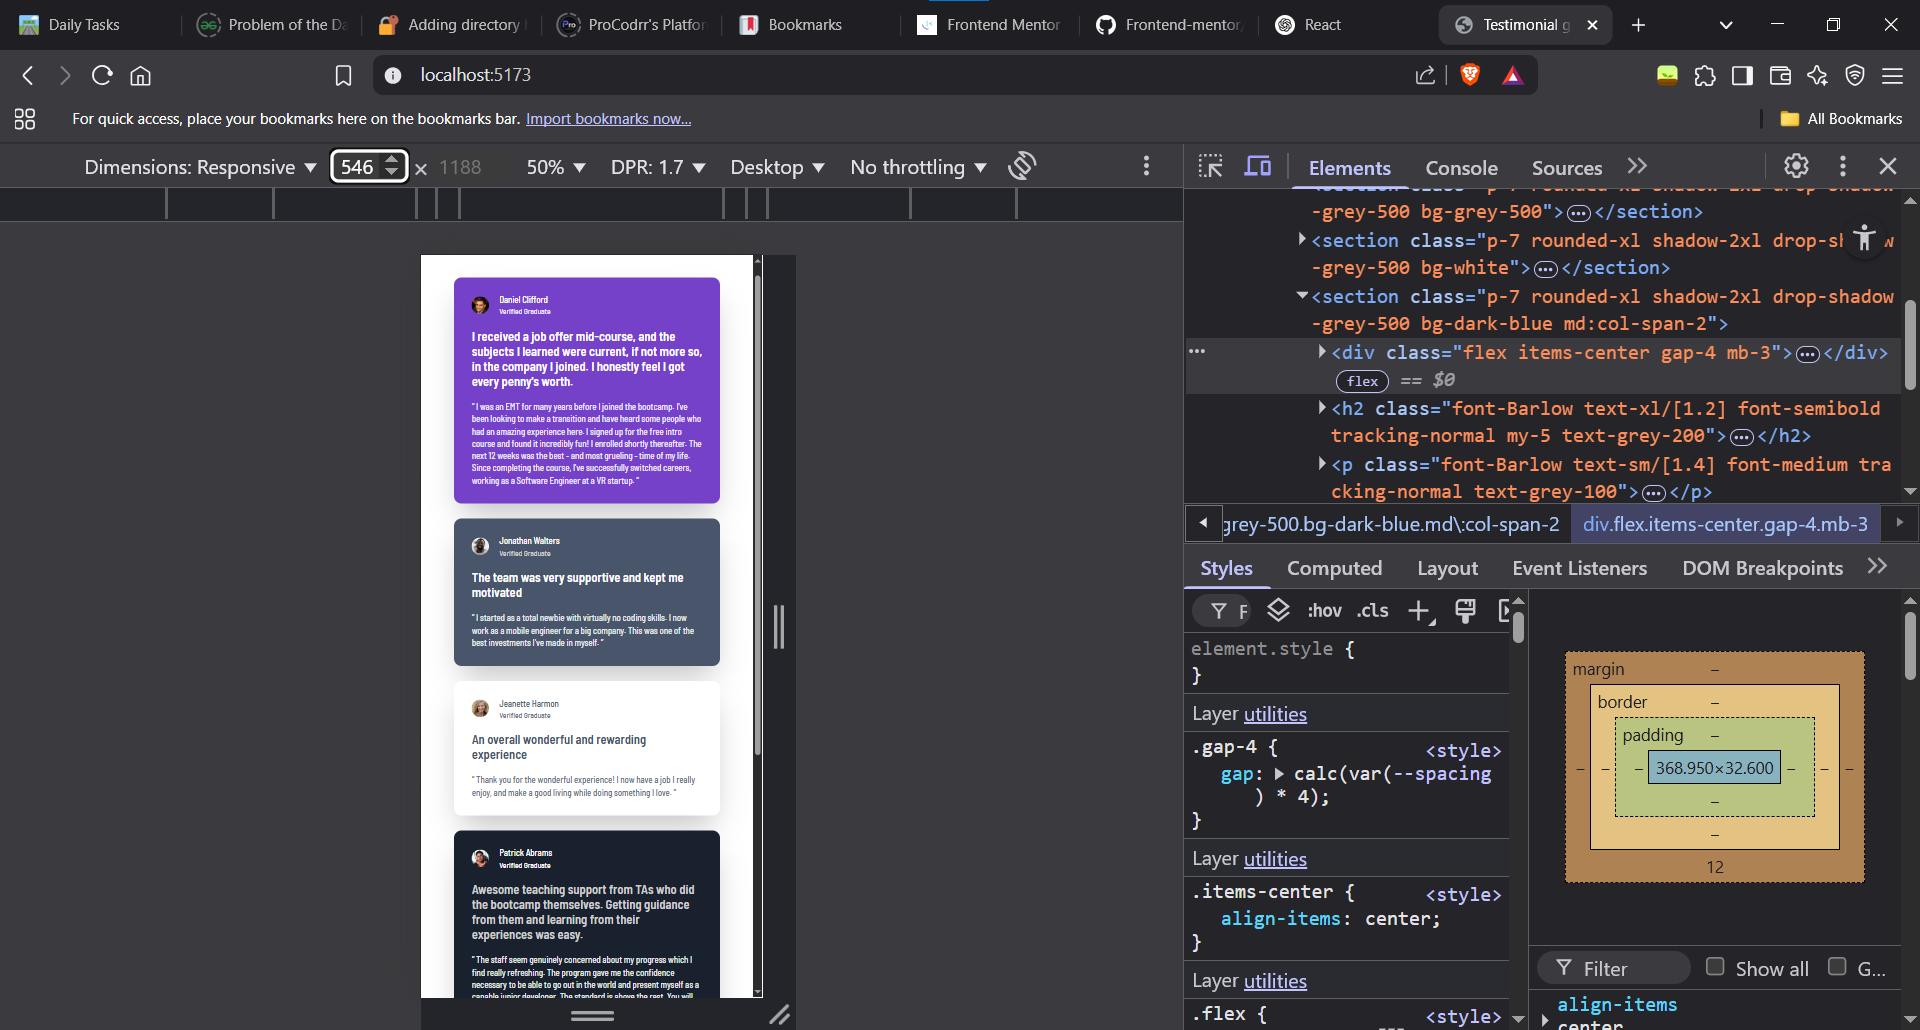 Daily Tasks
Problem of the Da
Adding directory
ProCodrr's Platfor
Bookmarks
Frontend Mentor
Frontend-mentor
React
Testimonial g
localhost:5173
For quick access, place your bookmarks here on the bookmarks bar. Import bookmarks now...
All Bookmarks
Dimensions: Responsive 546 × 1188 50% DPR: 1.7 Desktop No throttling
Elements Console Sources
-grey-500 bg-grey-500">…</section>
<section class="p-7 rounded-xl shadow-2xl drop-sh w
-grey-500 bg-white">…</section>
<section class="p-7 rounded-xl shadow-2xl drop-shadow
-grey-500 bg-dark-blue md:col-span-2">
<div class="flex items-center gap-4 mb-3">…</div>
flex == $0
<h2 class="font-Barlow text-xl/[1.2] font-semibold
tracking-normal my-5 text-grey-200">…</h2>
<p class="font-Barlow text-sm/[1.4] font-medium tra
cking-normal text-grey-100">…</p>
grey-500.bg-dark-blue.md\:col-span-2 div.flex.items-center.gap-4.mb-3
Styles Computed Layout Event Listeners DOM Breakpoints
F :hov .cls
element.style {
}
Layer utilities
.gap-4 { <style>
gap: calc(var(--spacing
) * 4);
}
Layer utilities
.items-center { <style>
align-items: center;
}
Layer utilities
.flex { <style>
margin –
border –
padding –
– – – 368.950×32.600 – – –
–
–
12
Filter Show all G...
align-items
center
Daniel Clifford
Verified Graduate
I received a job offer mid-course, and the
subjects I learned were current, if not more so,
in the company I joined. I honestly feel I got
every penny's worth.
" I was an EMT for many years before I joined the bootcamp. I've
been looking to make a transition and have heard some people who
had an amazing experience here. I signed up for the free intro
course and found it incredibly fun! I enrolled shortly thereafter. The
next 12 weeks was the best - and most grueling - time of my life.
Since completing the course, I've successfully switched careers,
working as a Software Engineer at a VR startup. "
Jonathan Walters
Verified Graduate
The team was very supportive and kept me
motivated
" I started as a total newbie with virtually no coding skills. I now
work as a mobile engineer for a big company. This was one of the
best investments I've made in myself. "
Jeanette Harmon
Verified Graduate
An overall wonderful and rewarding
experience
" Thank you for the wonderful experience! I now have a job I really
enjoy, and make a good living while doing something I love. "
Patrick Abrams
Verified Graduate
Awesome teaching support from TAs who did
the bootcamp themselves. Getting guidance
from them and learning from their
experiences was easy.
" The staff seem genuinely concerned about my progress which I
find really refreshing. The program gave me the confidence
necessary to be able to go out in the world and present myself as a
capable junior developer. The standard is above the rest. You will